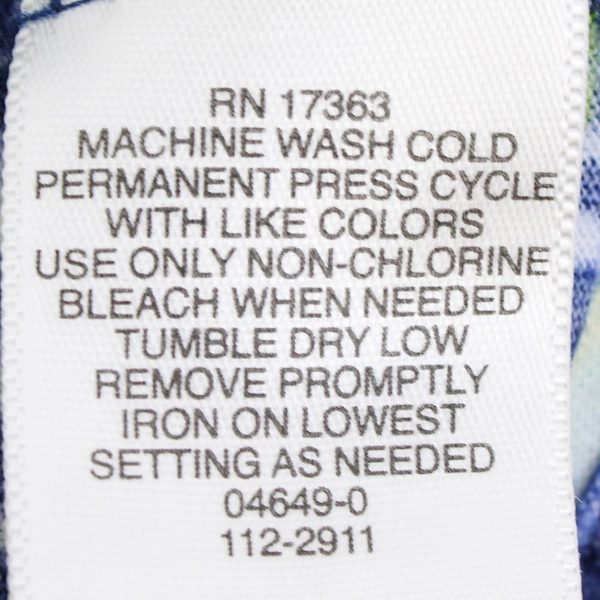 RN 17363
MACHINE WASH COLD
PERMANENT PRESS CYCLE
WITH LIKE COLORS
USE ONLY NON-CHLORINE
BLEACH WHEN NEEDED
TUMBLE DRY LOW
REMOVE PROMPTLY
IRON ON LOWEST
SETTING AS NEEDED
04649-0
112-2911